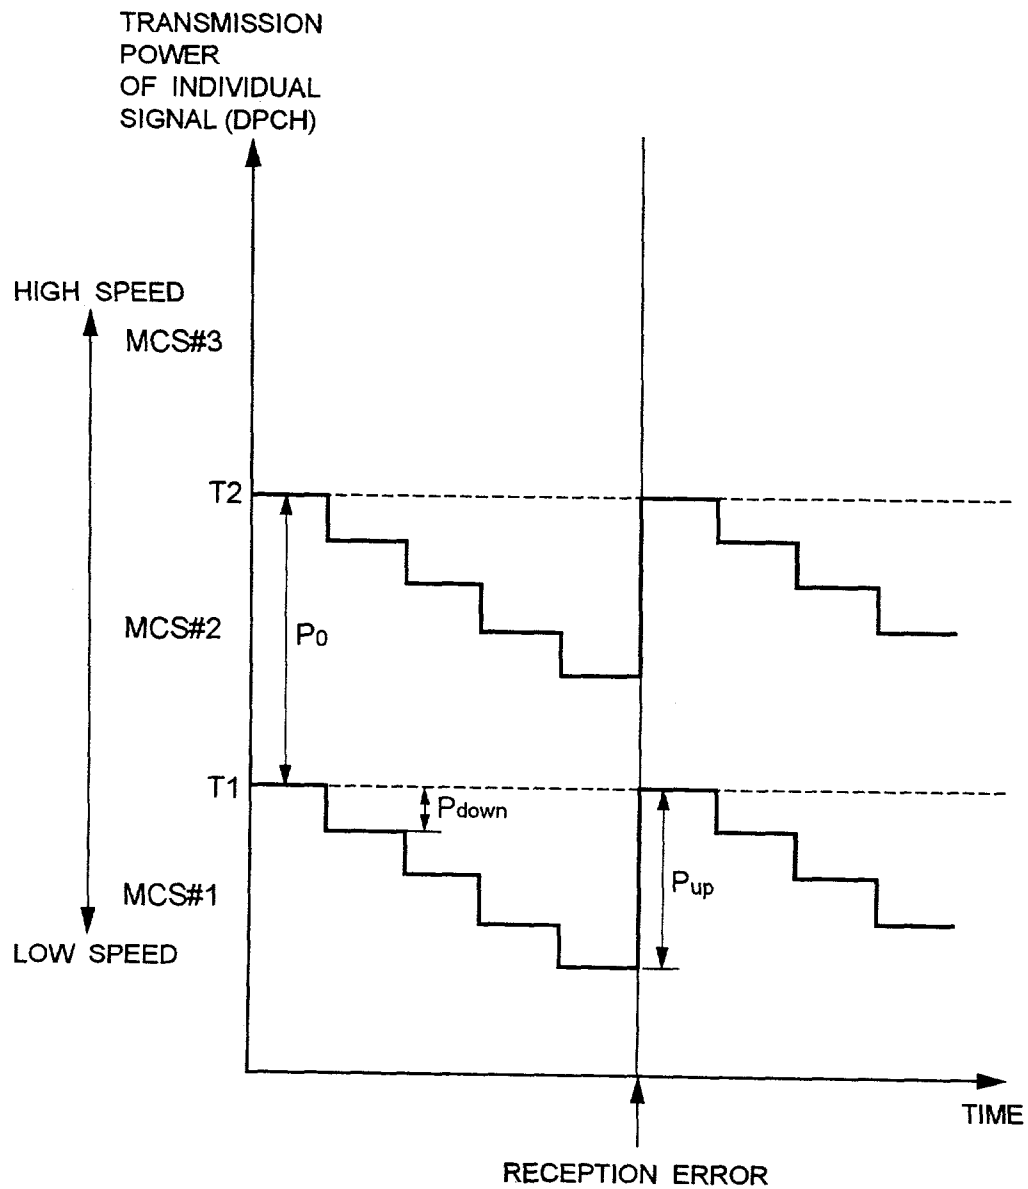 TRANSMISSION
POWER
OF INDIVIDUAL
SIGNAL (DPCH)
HIGH SPEED
MCS#3
T2
P0
MCS#2
T1
Pdown
Pup
MCS#1
LOW SPEED
TIME
RECEPTION ERROR